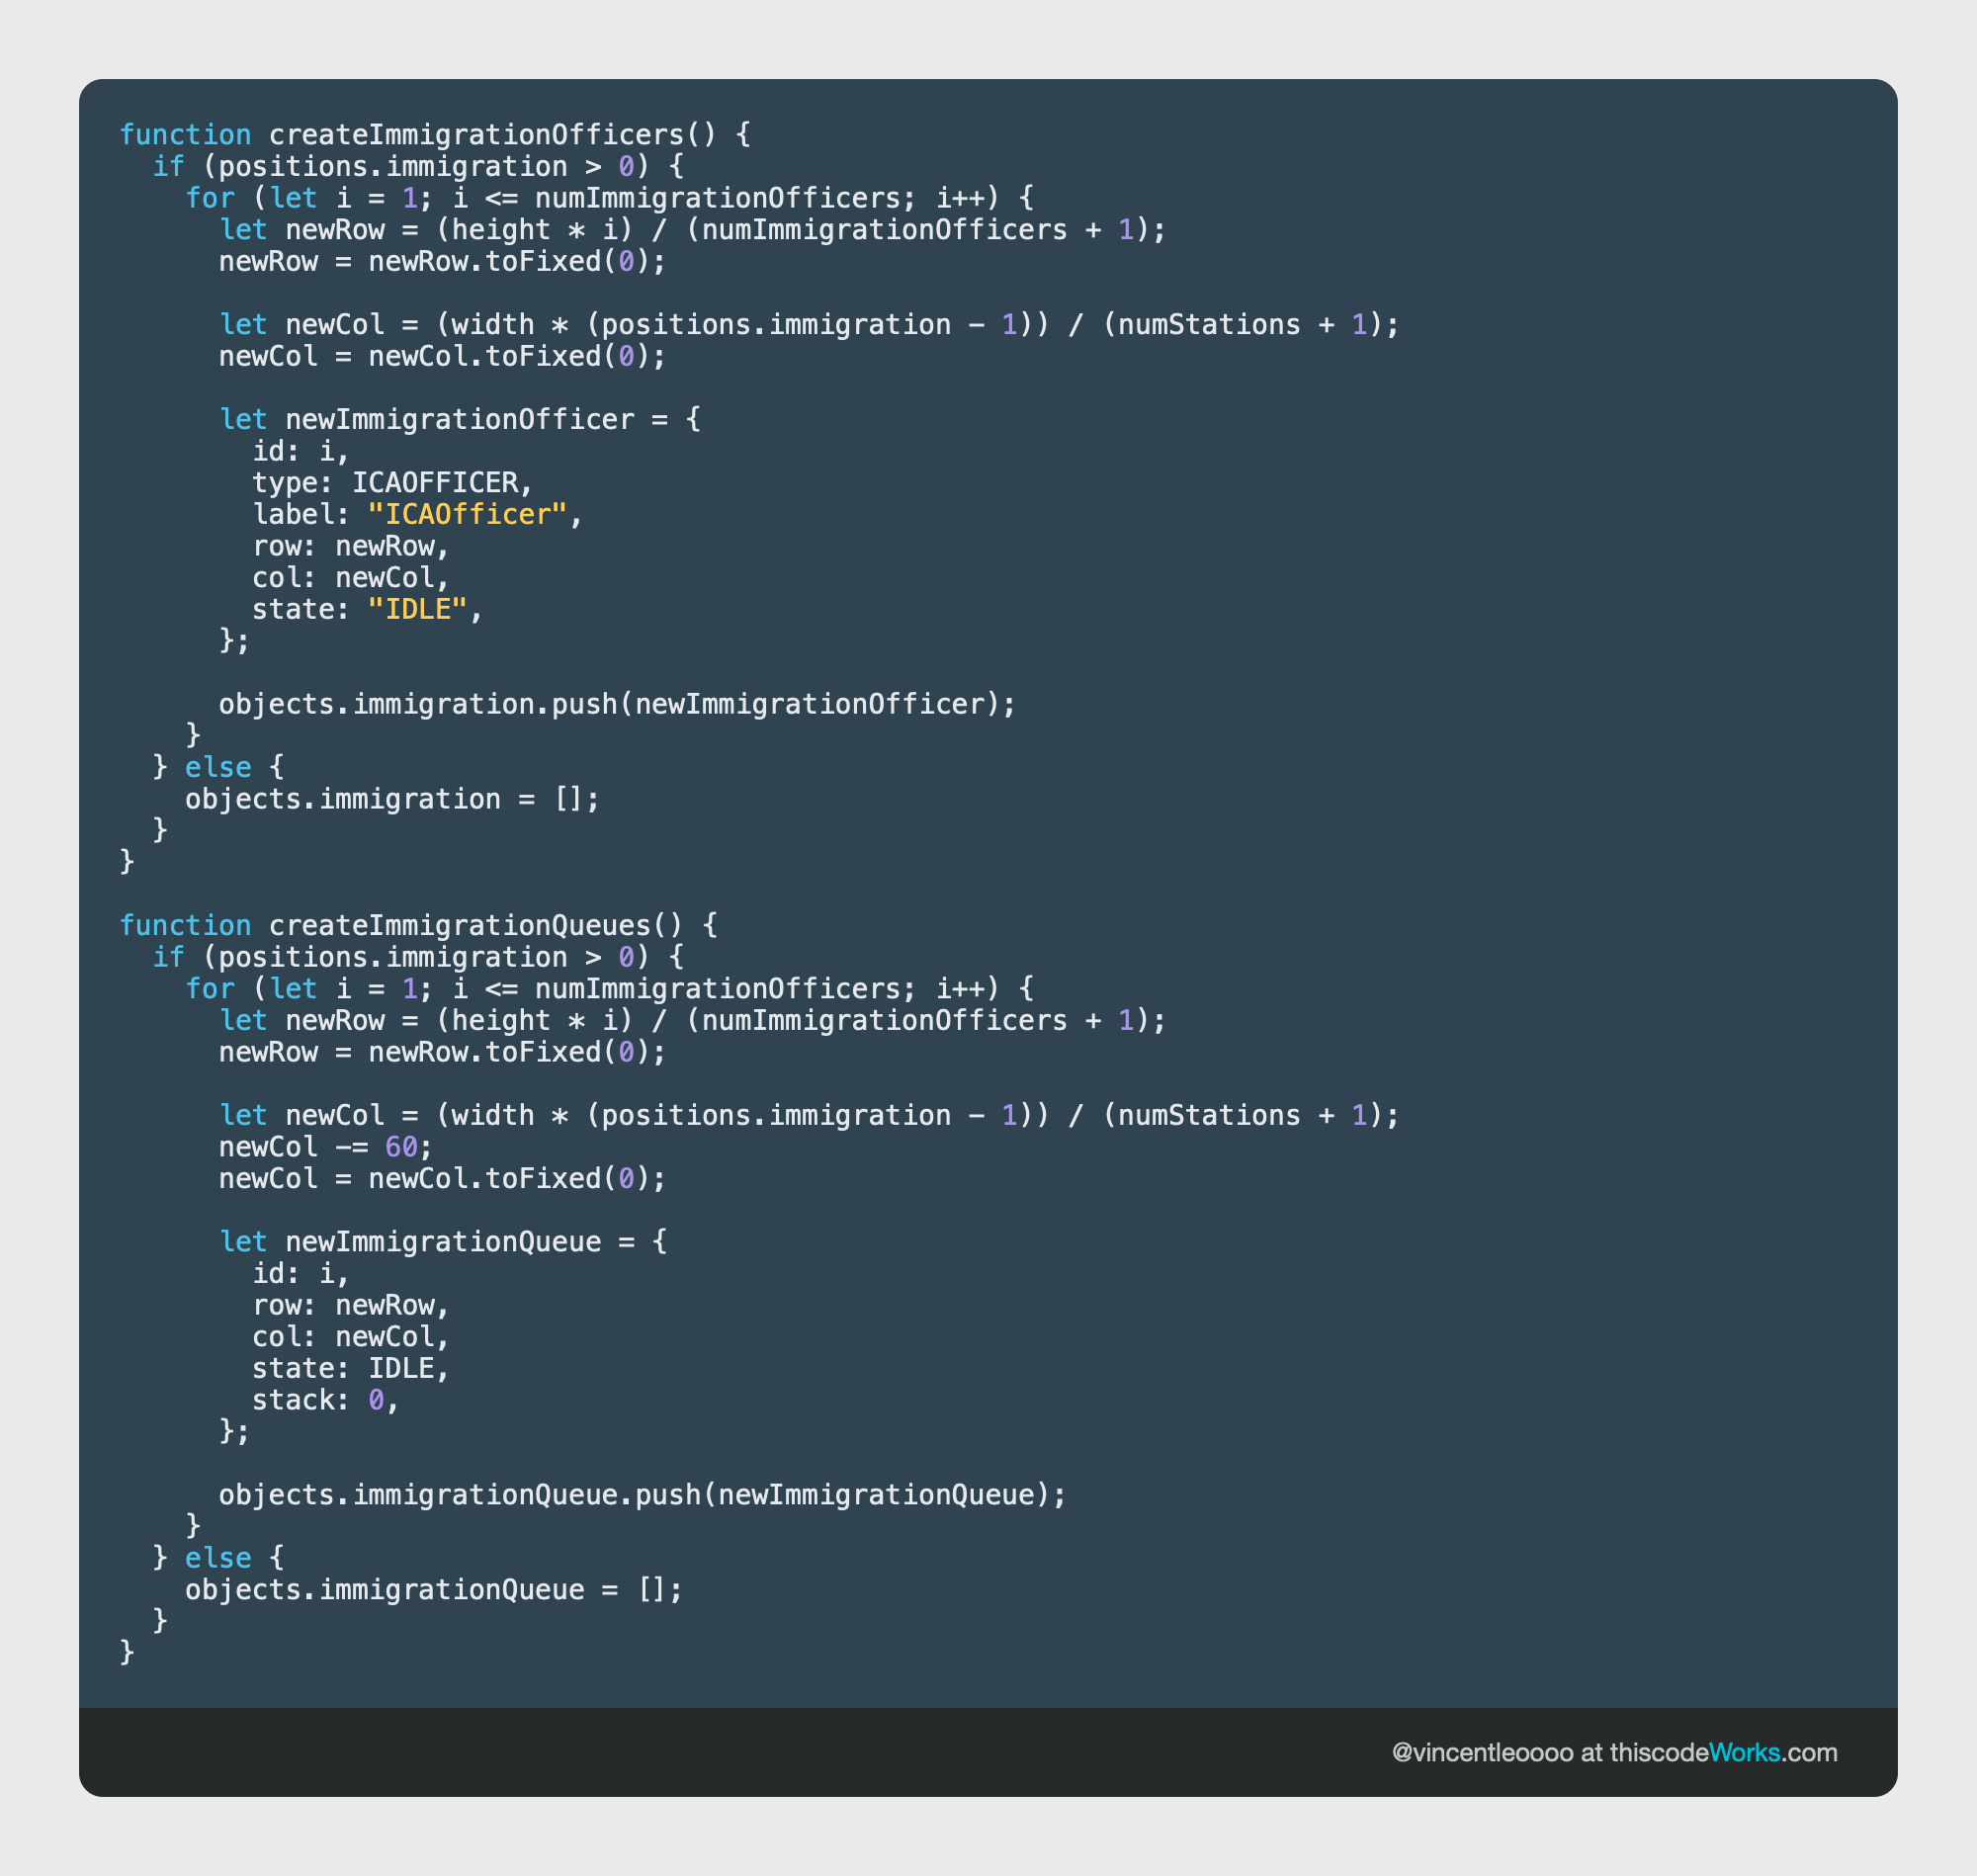 function createImmigrationOfficers() {
  if (positions.immigration > 0) {
    for (let i = 1; i <= numImmigrationOfficers; i++) {
      let newRow = (height * i) / (numImmigrationOfficers + 1);
      newRow = newRow.toFixed(0);

      let newCol = (width * (positions.immigration - 1)) / (numStations + 1);
      newCol = newCol.toFixed(0);

      let newImmigrationOfficer = {
        id: i,
        type: ICAOFFICER,
        label: "ICAOfficer",
        row: newRow,
        col: newCol,
        state: "IDLE",
      };

      objects.immigration.push(newImmigrationOfficer);
    }
  } else {
    objects.immigration = [];
  }
}

function createImmigrationQueues() {
  if (positions.immigration > 0) {
    for (let i = 1; i <= numImmigrationOfficers; i++) {
      let newRow = (height * i) / (numImmigrationOfficers + 1);
      newRow = newRow.toFixed(0);

      let newCol = (width * (positions.immigration - 1)) / (numStations + 1);
      newCol -= 60;
      newCol = newCol.toFixed(0);

      let newImmigrationQueue = {
        id: i,
        row: newRow,
        col: newCol,
        state: IDLE,
        stack: 0,
      };

      objects.immigrationQueue.push(newImmigrationQueue);
    }
  } else {
    objects.immigrationQueue = [];
  }
}
@vincentleoooo at thiscodeWorks.com